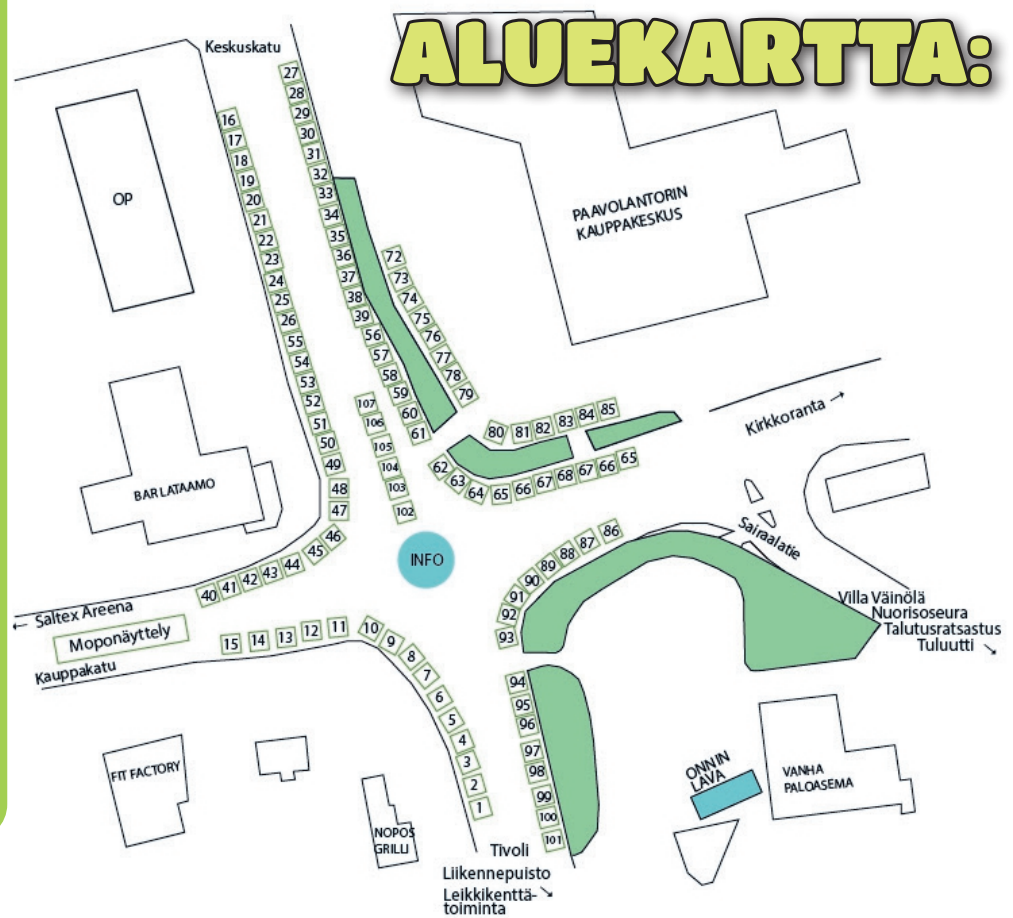 ALUEKARTTA:
Keskuskatu
27
28
29
30
31
32
33
34
35
36
37
38
39
56
57
58
59
60
61
16
17
18
19
20
21
22
23
24
25
26
55
54
53
52
51
50
49
48
47
46
45
44
43
42
41
40
OP
PAAVOLANTORIN
KAUPPAKESKUS
72
73
74
75
76
77
78
79
80 81 82 83 84 85
62 63 64 65 66 67 68 67 66 65
107
106
105
104
103
102
Kirkkoranta →
BAR LATAAMO
INFO
Sairaalatie
86
87
88
89
90
91
92
93
← Saltex Areena
Moponäyttely
Kauppakatu
15 14 13 12 11 10
9
8
7
6
5
4
3
2
1
Villa Väinölä
Nuorisoseura
Talutusratsastus
Tuluutti ↘
94
95
96
97
98
99
100
101
FIT FACTORY
NOPOS
GRILLI
ONNIN
LAVA
VANHA
PALOASEMA
Tivoli
Liikennepuisto
Leikkikenttä- ↘
toiminta